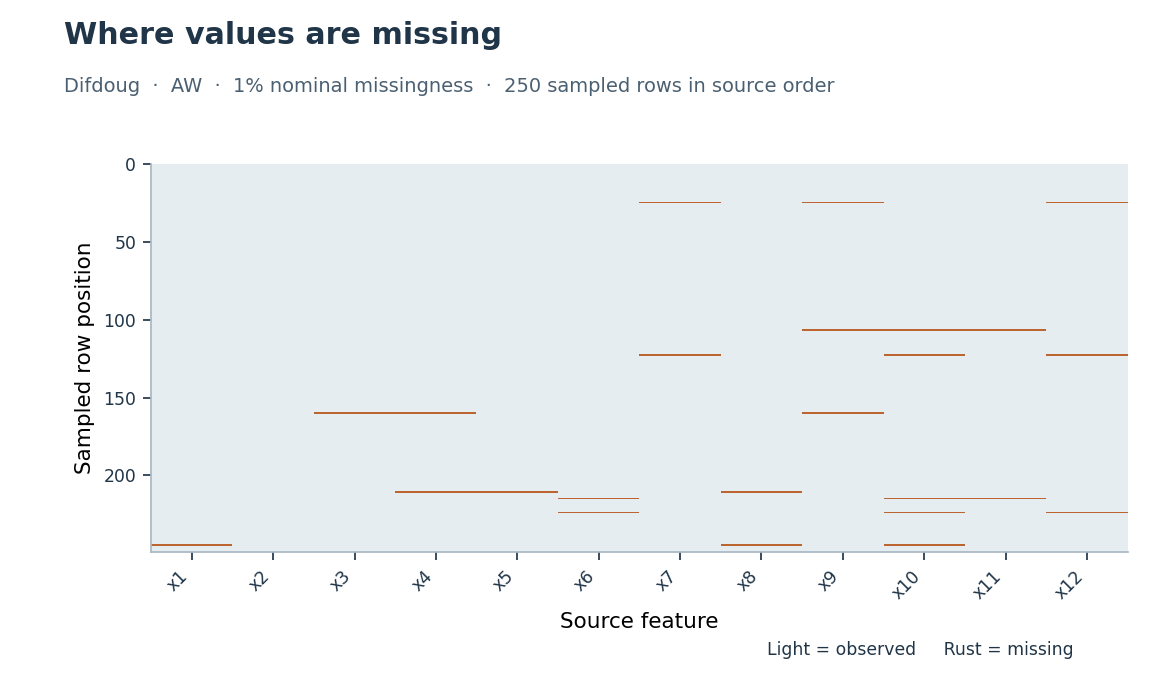 Where values are missing
Difdoug · AW · 1% nominal missingness · 250 sampled rows in source order
0
50
100
150
200
Sampled row position
x1 x2 x3 x4 x5 x6 x7 x8 x9 x10 x11 x12
Source feature
Light = observed Rust = missing